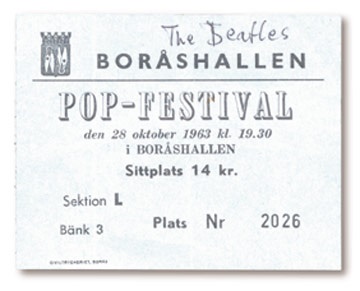 The Beatles
BORÅSHALLEN
POP-FESTIVAL
den 28 oktober 1963 kl. 19.30
i BORÅSHALLEN
Sittplats 14 kr.
Sektion L
Bänk 3 Plats Nr 2026